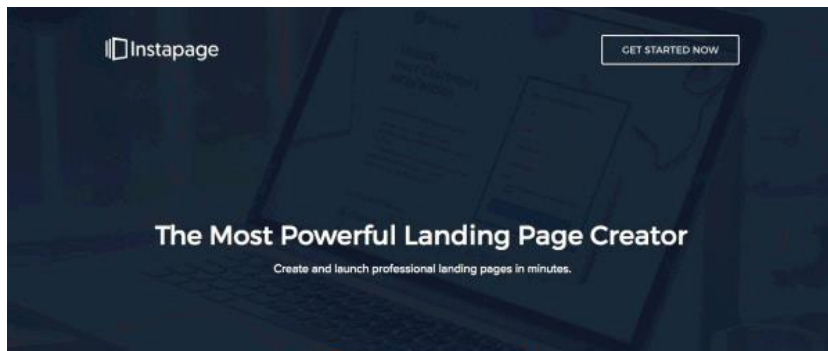 Instapage
GET STARTED NOW
The Most Powerful Landing Page Creator
Create and launch professional landing pages in minutes.